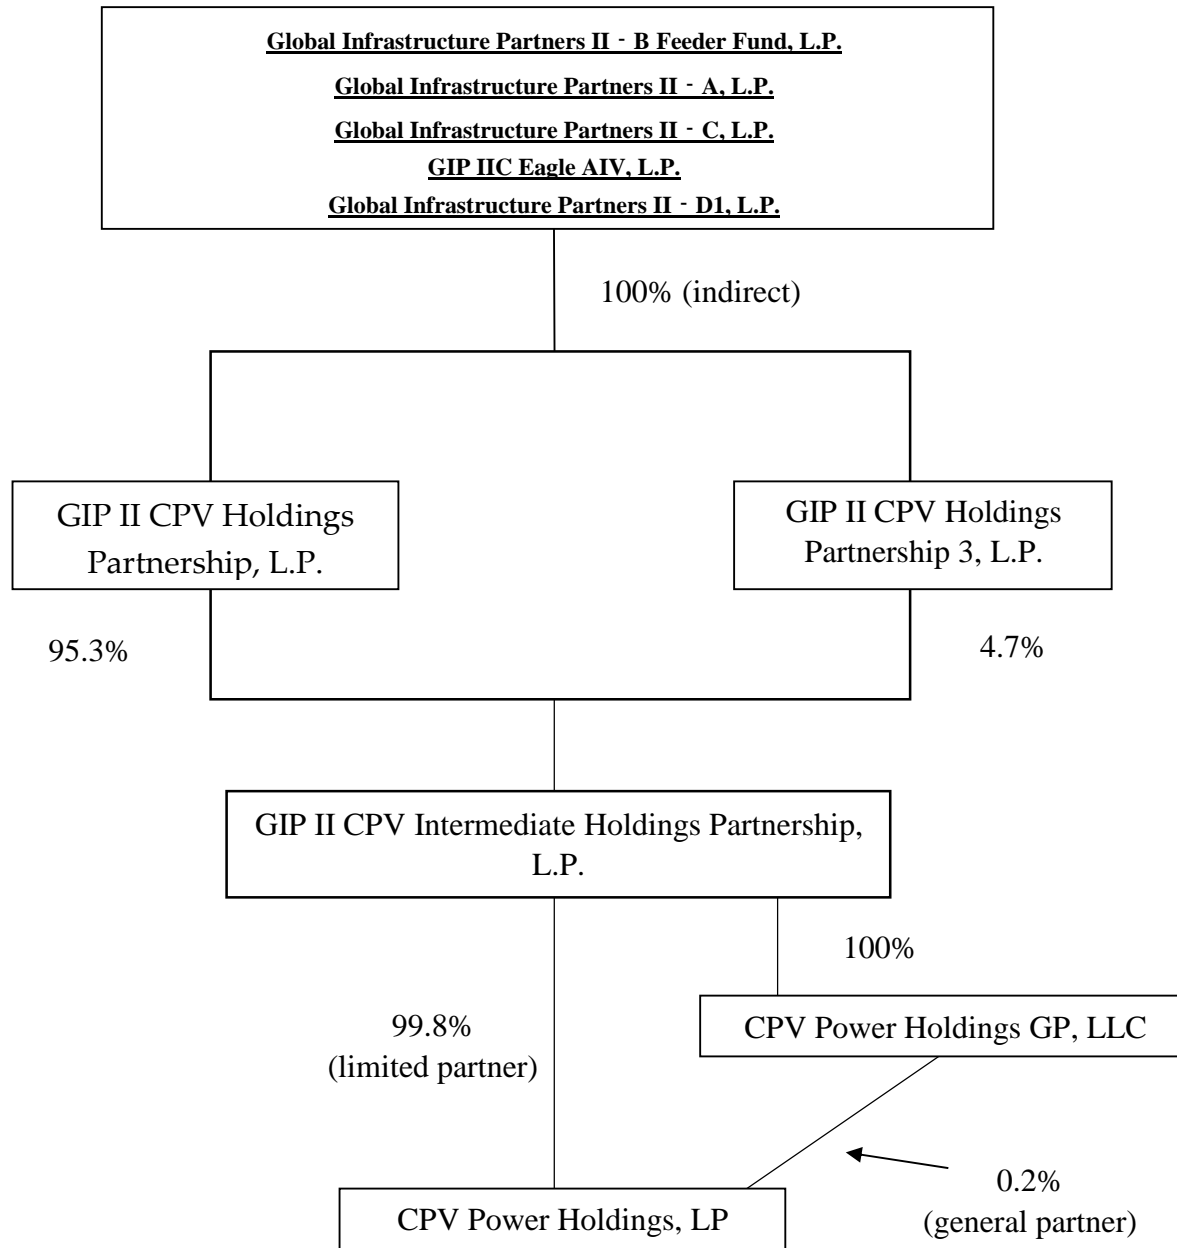 Global Infrastructure Partners II - B Feeder Fund, L.P.
Global Infrastructure Partners II - A, L.P.
Global Infrastructure Partners II - C, L.P.
GIP IIC Eagle AIV, L.P.
Global Infrastructure Partners II - D1, L.P.
100% (indirect)
GIP II CPV Holdings
Partnership, L.P.
GIP II CPV Holdings
Partnership 3, L.P.
95.3%
4.7%
GIP II CPV Intermediate Holdings Partnership,
L.P.
100%
99.8%
(limited partner)
CPV Power Holdings GP, LLC
0.2%
(general partner)
CPV Power Holdings, LP